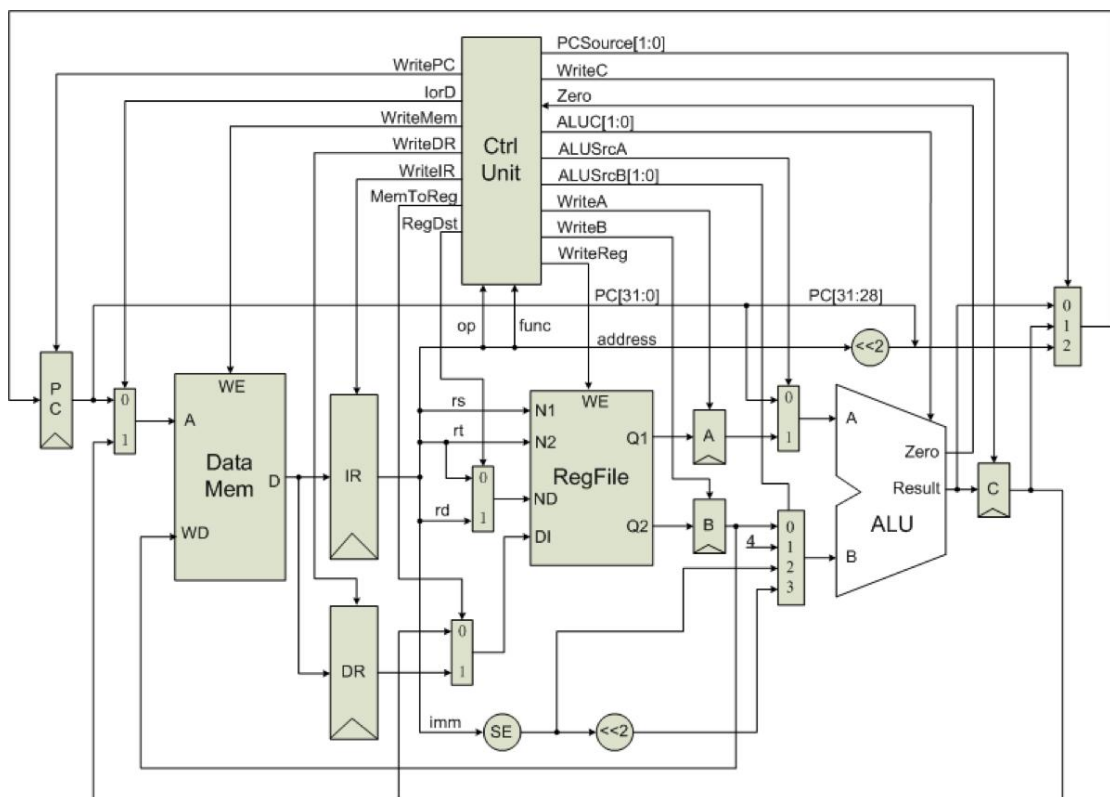 PCSource[1:0]
WritePC
WriteC
IorD
Zero
WriteMem
ALUC[1:0]
WriteDR
Ctrl
Unit
ALUSrcA
WriteIR
ALUSrcB[1:0]
MemToReg
WriteA
RegDst
WriteB
WriteReg
PC[31:0]
PC[31:28]
op
func
address
<<2
0
1
2
P
C
0
1
WE
A
Data
Mem
D
WD
IR
rs
rt
rd
0
1
WE
N1
N2
RegFile
ND
DI
Q1
Q2
A
B
0
1
4
0
1
2
3
A
B
ALU
Zero
Result
C
DR
0
1
imm
SE
<<2